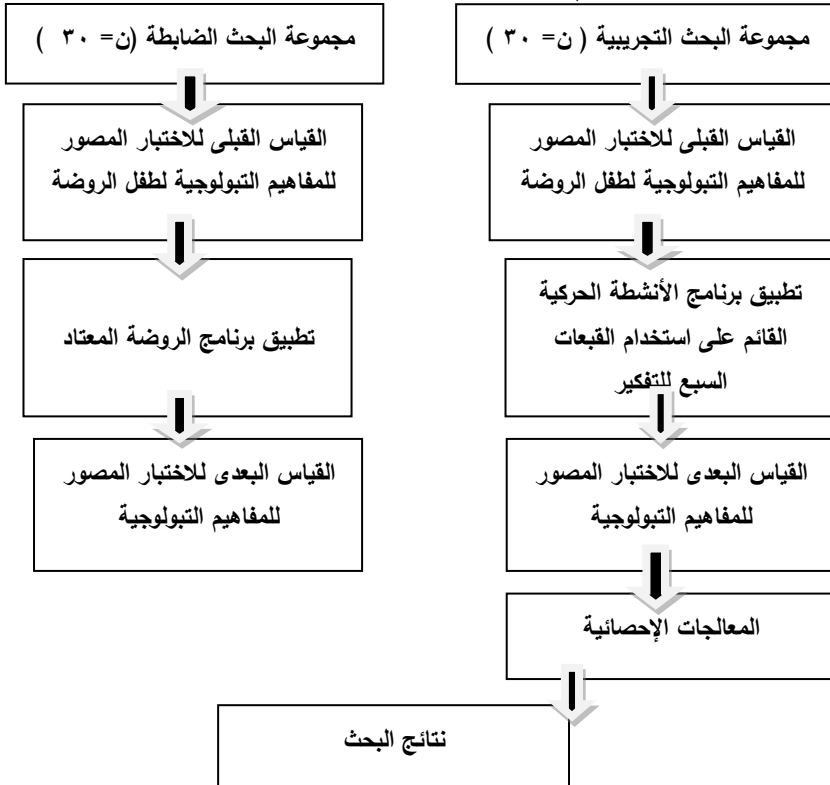 مجموعة البحث التجريبية ( ن= ٣٠ )
القياس القبلى للاختبار المصور
للمفاهيم التبولوجية لطفل الروضة
تطبيق برنامج الأنشطة الحركية
القائم على استخدام القبعات
السبع للتفكير
القياس البعدى للاختبار المصور
للمفاهيم التبولوجية
المعالجات الإحصائية
مجموعة البحث الضابطة (ن= ٣٠ )
القياس القبلى للاختبار المصور
للمفاهيم التبولوجية لطفل الروضة
تطبيق برنامج الروضة المعتاد
القياس البعدى للاختبار المصور
للمفاهيم التبولوجية
نتائج البحث